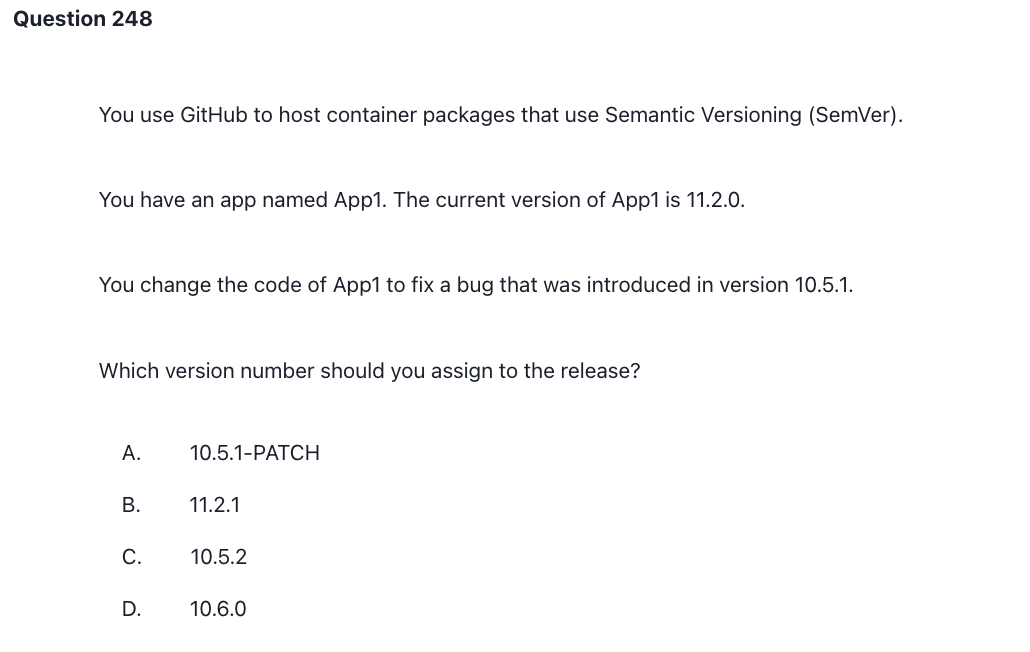 Question 248
You use GitHub to host container packages that use Semantic Versioning (SemVer).
You have an app named App1. The current version of App1 is 11.2.0.
You change the code of App1 to fix a bug that was introduced in version 10.5.1.
Which version number should you assign to the release?
A. 10.5.1-PATCH
B. 11.2.1
C. 10.5.2
D. 10.6.0